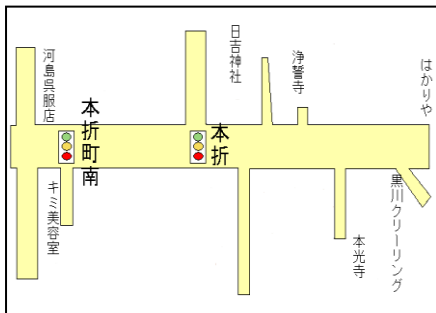 河島呉服店
本折町南
キミ美容室
日吉神社
本折
浄誓寺
はかりや
本光寺
黒川クリーリング